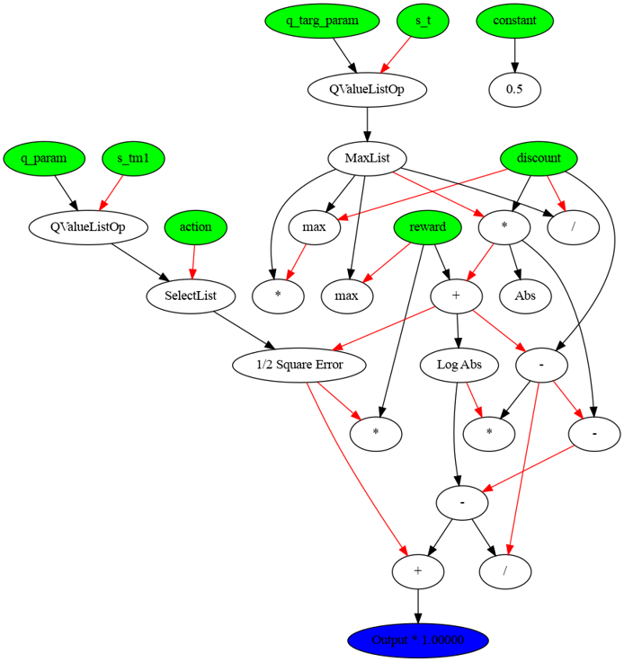 q_targ_param
s_t
constant
QValueListOp
0.5
q_param
s_tm1
MaxList
discount
QValueListOp
action
max
reward
*
/
SelectList
*
max
+
Abs
1/2 Square Error
Log Abs
-
*
*
-
-
+
/
Output * 1.00000